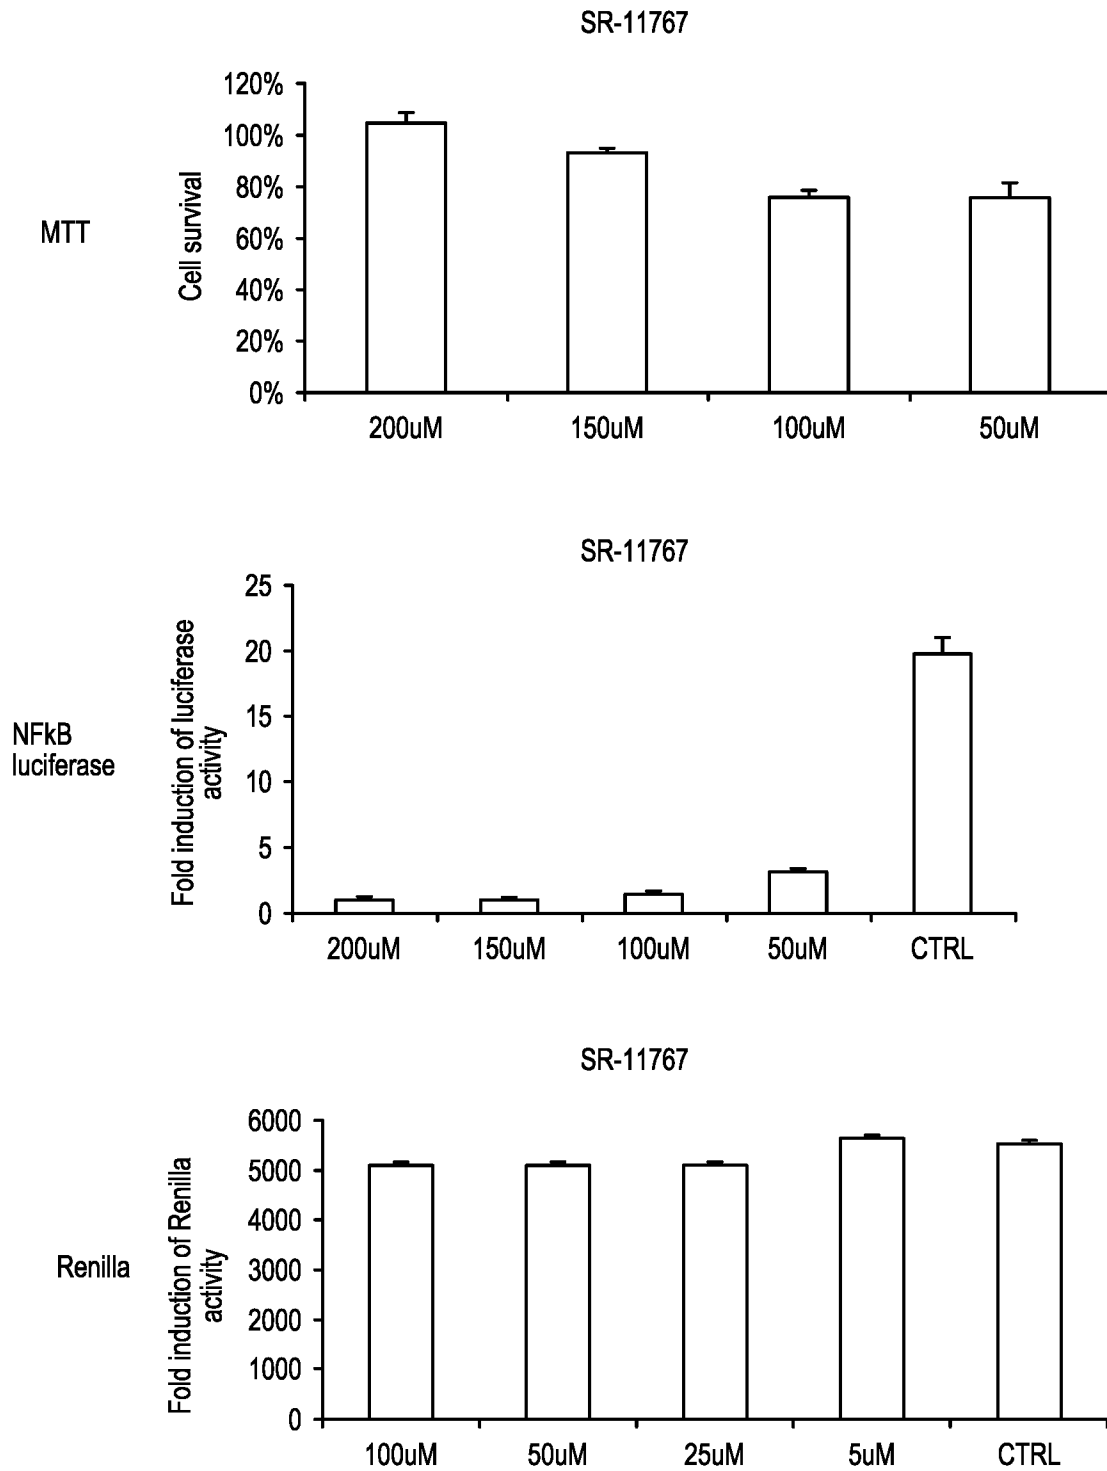 SR-11767
MTT
Cell survival
120%
100%
80%
60%
40%
20%
0%
200uM 150uM 100uM 50uM
SR-11767
NFkB
luciferase
Fold induction of luciferase
activity
25
20
15
10
5
0
200uM 150uM 100uM 50uM CTRL
SR-11767
Renilla
Fold induction of Renilla
activity
6000
5000
4000
3000
2000
1000
0
100uM 50uM 25uM 5uM CTRL